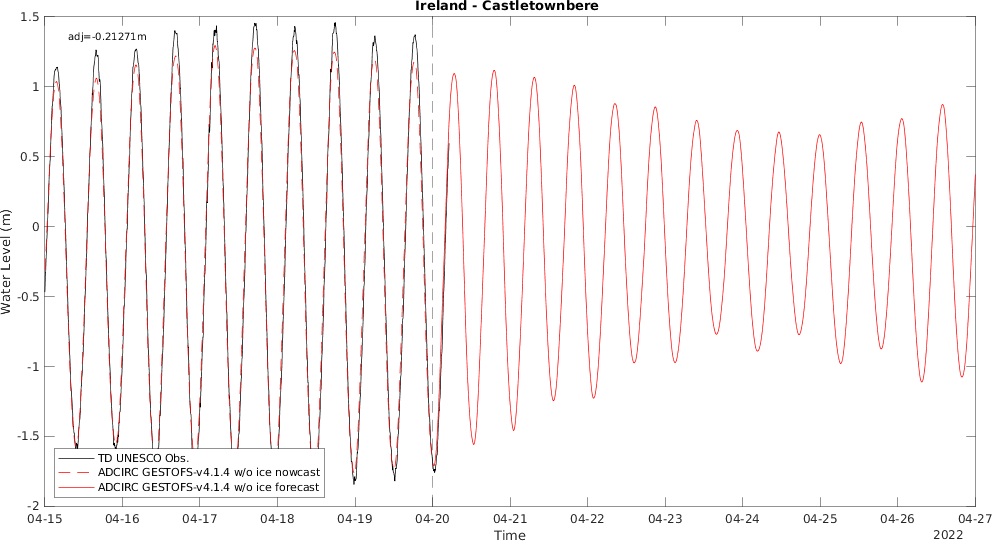 Ireland - Castletownbere
1.5
adj=-0.21271m
1
0.5
0
-0.5
-1
-1.5
-2
Water Level (m)
TD UNESCO Obs.
ADCIRC GESTOFS-v4.1.4 w/o ice nowcast
ADCIRC GESTOFS-v4.1.4 w/o ice forecast
04-15 04-16 04-17 04-18 04-19 04-20 04-21 04-22 04-23 04-24 04-25 04-26 04-27
Time
2022